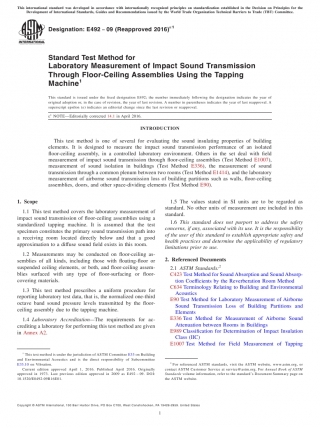 This international standard was developed in accordance with internationally recognized principles on standardization established in the Decision on Principles for the
Development of International Standards, Guides and Recommendations issued by the World Trade Organization Technical Barriers to Trade (TBT) Committee.
Designation: E492 − 09 (Reapproved 2016)ε1
Standard Test Method for
Laboratory Measurement of Impact Sound Transmission
Through Floor-Ceiling Assemblies Using the Tapping
Machine1
This standard is issued under the fixed designation E492; the number immediately following the designation indicates the year of
original adoption or, in the case of revision, the year of last revision. A number in parentheses indicates the year of last reapproval. A
superscript epsilon (ε) indicates an editorial change since the last revision or reapproval.
ε1 NOTE—Editorially corrected 14.1 in April 2016.
INTRODUCTION
This test method is one of several for evaluating the sound insulating properties of building
elements. It is designed to measure the impact sound transmission performance of an isolated
floor-ceiling assembly, in a controlled laboratory environment. Others in the set deal with field
measurement of impact sound transmission through floor-ceiling assemblies (Test Method E1007),
measurement of sound isolation in buildings (Test Method E336), the measurement of sound
transmission through a common plenum between two rooms (Test Method E1414), and the laboratory
measurement of airborne sound transmission loss of building partitions such as walls, floor-ceiling
assemblies, doors, and other space-dividing elements (Test Method E90).
1. Scope
1.1 This test method covers the laboratory measurement of
impact sound transmission of floor-ceiling assemblies using a
standardized tapping machine. It is assumed that the test
specimen constitutes the primary sound transmission path into
a receiving room located directly below and that a good
approximation to a diffuse sound field exists in this room.
1.2 Measurements may be conducted on floor-ceiling as-
semblies of all kinds, including those with floating-floor or
suspended ceiling elements, or both, and floor-ceiling assem-
blies surfaced with any type of floor-surfacing or floor-
covering materials.
1.3 This test method prescribes a uniform procedure for
reporting laboratory test data, that is, the normalized one-third
octave band sound pressure levels transmitted by the floor-
ceiling assembly due to the tapping machine.
1.4 Laboratory Accreditation—The requirements for ac-
crediting a laboratory for performing this test method are given
in Annex A2.
1.5 The values stated in SI units are to be regarded as
standard. No other units of measurement are included in this
standard.
1.6 This standard does not purport to address the safety
concerns, if any, associated with its use. It is the responsibility
of the user of this standard to establish appropriate safety and
health practices and determine the applicability of regulatory
limitations prior to use.
2. Referenced Documents
2.1 ASTM Standards:2
C423 Test Method for Sound Absorption and Sound Absorp-
tion Coefficients by the Reverberation Room Method
C634 Terminology Relating to Building and Environmental
Acoustics
E90 Test Method for Laboratory Measurement of Airborne
Sound Transmission Loss of Building Partitions and
Elements
E336 Test Method for Measurement of Airborne Sound
Attenuation between Rooms in Buildings
E989 Classification for Determination of Impact Insulation
Class (IIC)
E1007 Test Method for Field Measurement of Tapping
1 This test method is under the jurisdiction of ASTM Committee E33 on Building
and Environmental Acoustics and is the direct responsibility of Subcommittee
E33.03 on Vibration.
Current edition approved April 1, 2016. Published April 2016. Originally
approved in 1973. Last previous edition approved in 2009 as E492 – 09. DOI:
10.1520/E0492-09R16E01
2 For referenced ASTM standards, visit the ASTM website, www.astm.org, or
contact ASTM Customer Service at service@astm.org. For Annual Book of ASTM
Standards volume information, refer to the standard's Document Summary page on
the ASTM website.
Copyright © ASTM International, 100 Barr Harbor Drive, PO Box C700, West Conshohocken, PA 19428-2959. United States
1